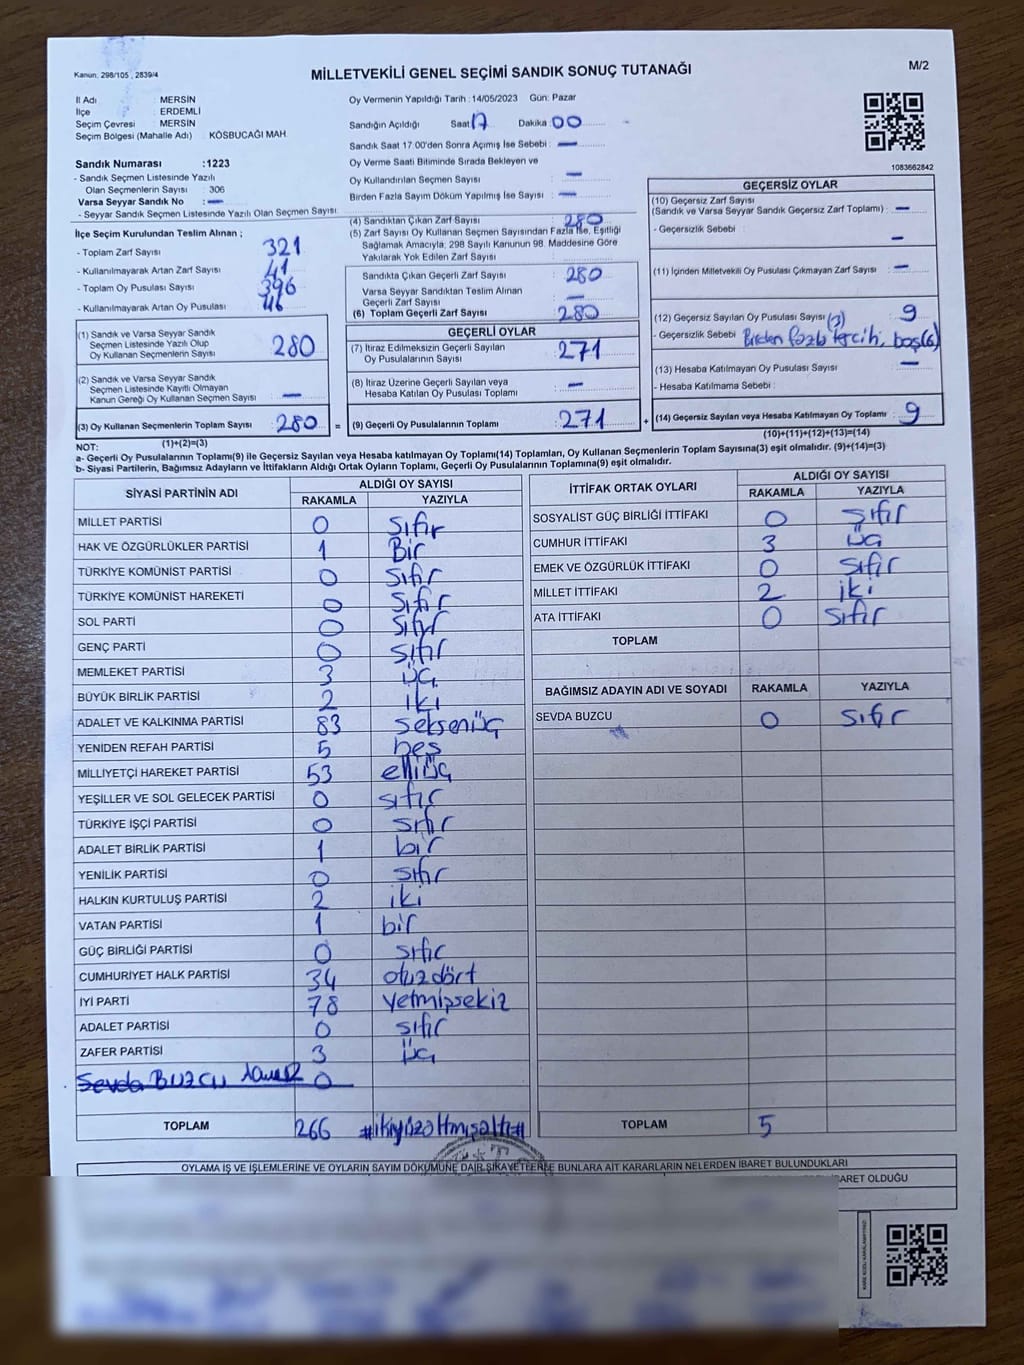 Kanun: 298/105 , 2839/4
MİLLETVEKİLİ GENEL SEÇİMİ SANDIK SONUÇ TUTANAĞI
M/2
İl Adı : MERSİN
İlçe : ERDEMLİ
Seçim Çevresi : MERSİN
Seçim Bölgesi (Mahalle Adı) : KÖSBUCAĞI MAH.
Sandık Numarası :1223
- Sandık Seçmen Listesinde Yazılı
Olan Seçmenlerin Sayısı : 306
Varsa Seyyar Sandık No : —
- Seyyar Sandık Seçmen Listesinde Yazılı Olan Seçmen Sayısı:
İlçe Seçim Kurulundan Teslim Alınan ;
- Toplam Zarf Sayısı : 321
- Kullanılmayarak Artan Zarf Sayısı : 41
- Toplam Oy Pusulası Sayısı : 396
- Kullanılmayarak Artan Oy Pusulası :
(1) Sandık ve Varsa Seyyar Sandık
Seçmen Listesinde Yazılı Olup
Oy Kullanan Seçmenlerin Sayısı : 280
(2) Sandık ve Varsa Seyyar Sandık
Seçmen Listesinde Kayıtlı Olmayan
Kanun Gereği Oy Kullanan Seçmen Sayısı : —
(3) Oy Kullanan Seçmenlerin Toplam Sayısı : 280
(1)+(2)=(3)
Oy Vermenin Yapıldığı Tarih :14/05/2023 Gün: Pazar
Sandığın Açıldığı Saat 17 Dakika :00
Sandık Saat 17.00'den Sonra Açımış İse Sebebi : —
Oy Verme Saati Bitiminde Sırada Bekleyen ve
Oy Kullandırılan Seçmen Sayısı : —
Birden Fazla Sayım Döküm Yapılmış İse Sayısı : —
(4) Sandıktan Çıkan Zarf Sayısı : 280
(5) Zarf Sayısı Oy Kullanan Seçmen Sayısından Fazla İse, Eşitliği
Sağlamak Amacıyla, 298 Sayılı Kanunun 98. Maddesine Göre
Yakılarak Yok Edilen Zarf Sayısı :
Sandıkta Çıkan Geçerli Zarf Sayısı : 280
Varsa Seyyar Sandıktan Teslim Alınan
Geçerli Zarf Sayısı : —
(6) Toplam Geçerli Zarf Sayısı : 280
GEÇERLİ OYLAR
(7) İtiraz Edilmeksizin Geçerli Sayılan
Oy Pusulalarının Sayısı : 271
(8) İtiraz Üzerine Geçerli Sayılan veya
Hesaba Katılan Oy Pusulası Toplamı : —
= (9) Geçerli Oy Pusulalarının Toplamı : 271 +
1083662842
GEÇERSİZ OYLAR
(10) Geçersiz Zarf Sayısı
(Sandık ve Varsa Seyyar Sandık Geçersiz Zarf Toplamı) : —
- Geçersizlik Sebebi : —
(11) İçinden Milletvekili Oy Pusulası Çıkmayan Zarf Sayısı : —
(12) Geçersiz Sayılan Oy Pusulası Sayısı : 9
- Geçersizlik Sebebi : Birden fazla tercih (3), boş(6)
(13) Hesaba Katılmayan Oy Pusulası Sayısı : —
- Hesaba Katılmama Sebebi :
(14) Geçersiz Sayılan veya Hesaba Katılmayan Oy Toplamı : 9
(10)+(11)+(12)+(13)=(14)
NOT:
a- Geçerli Oy Pusulalarının Toplamı(9) ile Geçersiz Sayılan veya Hesaba katılmayan Oy Toplamı(14) Toplamları, Oy Kullanan Seçmenlerin Toplam Sayısına(3) eşit olmalıdır. (9)+(14)=(3)
b- Siyasi Partilerin, Bağımsız Adayların ve İttifakların Aldığı Ortak Oyların Toplamı, Geçerli Oy Pusulalarının Toplamına(9) eşit olmalıdır.
SİYASİ PARTİNİN ADI ALDIĞI OY SAYISI
RAKAMLA YAZIYLA
MİLLET PARTİSİ 0 sıfır
HAK VE ÖZGÜRLÜKLER PARTİSİ 1 Bir
TÜRKİYE KOMÜNİST PARTİSİ 0 sıfır
TÜRKİYE KOMÜNİST HAREKETİ 0 sıfır
SOL PARTİ 0 sıfır
GENÇ PARTİ 0 sıfır
MEMLEKET PARTİSİ 3 üç
BÜYÜK BİRLİK PARTİSİ 2 iki
ADALET VE KALKINMA PARTİSİ 83 seksenüç
YENİDEN REFAH PARTİSİ 5 beş
MİLLİYETÇİ HAREKET PARTİSİ 53 elliüç
YEŞİLLER VE SOL GELECEK PARTİSİ 0 sıfır
TÜRKİYE İŞÇİ PARTİSİ 0 sıfır
ADALET BİRLİK PARTİSİ 1 bir
YENİLİK PARTİSİ 0 sıfır
HALKIN KURTULUŞ PARTİSİ 2 iki
VATAN PARTİSİ 1 bir
GÜÇ BİRLİĞİ PARTİSİ 0 sıfır
CUMHURİYET HALK PARTİSİ 34 otuzdört
İYİ PARTİ 78 yetmişsekiz
ADALET PARTİSİ 0 sıfır
ZAFER PARTİSİ 3 üç
Sevda BUZCU 0
TOPLAM 266 #ikiyüzaltmışaltı#
İTTİFAK ORTAK OYLARI ALDIĞI OY SAYISI
RAKAMLA YAZIYLA
SOSYALİST GÜÇ BİRLİĞİ İTTİFAKI 0 sıfır
CUMHUR İTTİFAKI 3 üç
EMEK VE ÖZGÜRLÜK İTTİFAKI 0 sıfır
MİLLET İTTİFAKI 2 iki
ATA İTTİFAKI 0 sıfır
TOPLAM
BAĞIMSIZ ADAYIN ADI VE SOYADI RAKAMLA YAZIYLA
SEVDA BUZCU 0 sıfır
TOPLAM 5
OYLAMA İŞ VE İŞLEMLERİNE VE OYLARIN SAYIM DÖKÜMÜNE DAİR ŞİKAYETLERLE BUNLARA AİT KARARLARIN NELERDEN İBARET BULUNDUKLARI
BARET OLDUĞU